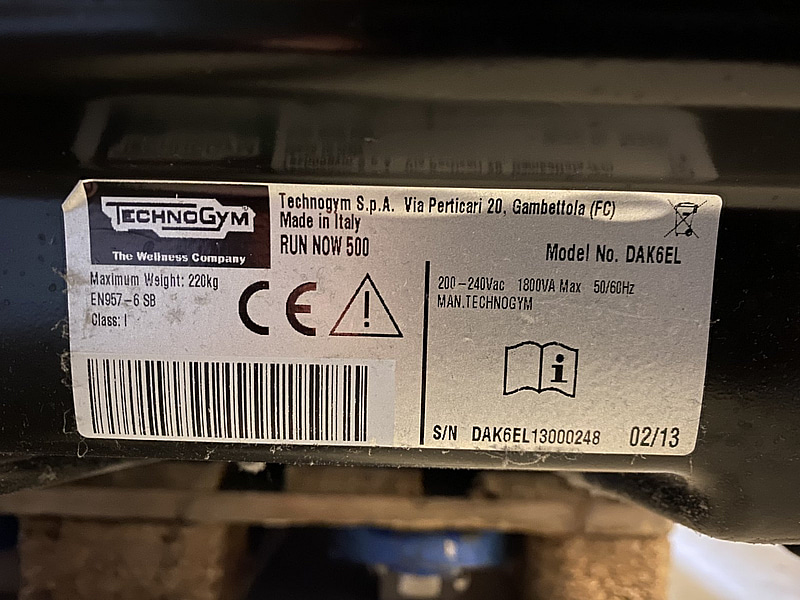 TECHNOGYM
The Wellness Company
Technogym S.p.A. Via Perticari 20, Gambettola (FC)
Made in Italy
RUN NOW 500
Model No. DAK6EL
Maximum Weight: 220kg
EN957-6 SB
Class: I
CE
200-240Vac 1800VA Max 50/60Hz
MAN.TECHNOGYM
S/N DAK6EL13000248 02/13